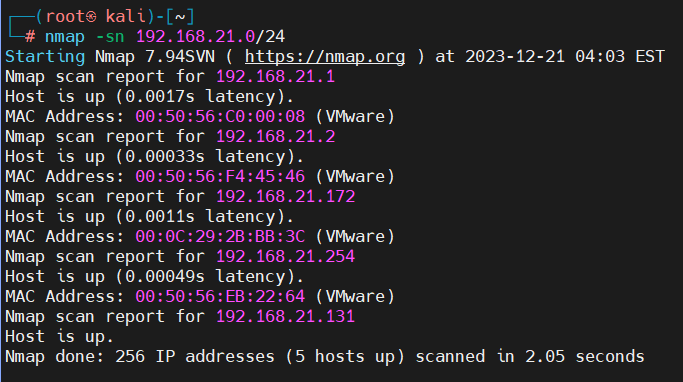 ┌──(root㉿ kali)-[~]
└─# nmap -sn 192.168.21.0/24
Starting Nmap 7.94SVN ( https://nmap.org ) at 2023-12-21 04:03 EST
Nmap scan report for 192.168.21.1
Host is up (0.0017s latency).
MAC Address: 00:50:56:C0:00:08 (VMware)
Nmap scan report for 192.168.21.2
Host is up (0.00033s latency).
MAC Address: 00:50:56:F4:45:46 (VMware)
Nmap scan report for 192.168.21.172
Host is up (0.0011s latency).
MAC Address: 00:0C:29:2B:BB:3C (VMware)
Nmap scan report for 192.168.21.254
Host is up (0.00049s latency).
MAC Address: 00:50:56:EB:22:64 (VMware)
Nmap scan report for 192.168.21.131
Host is up.
Nmap done: 256 IP addresses (5 hosts up) scanned in 2.05 seconds